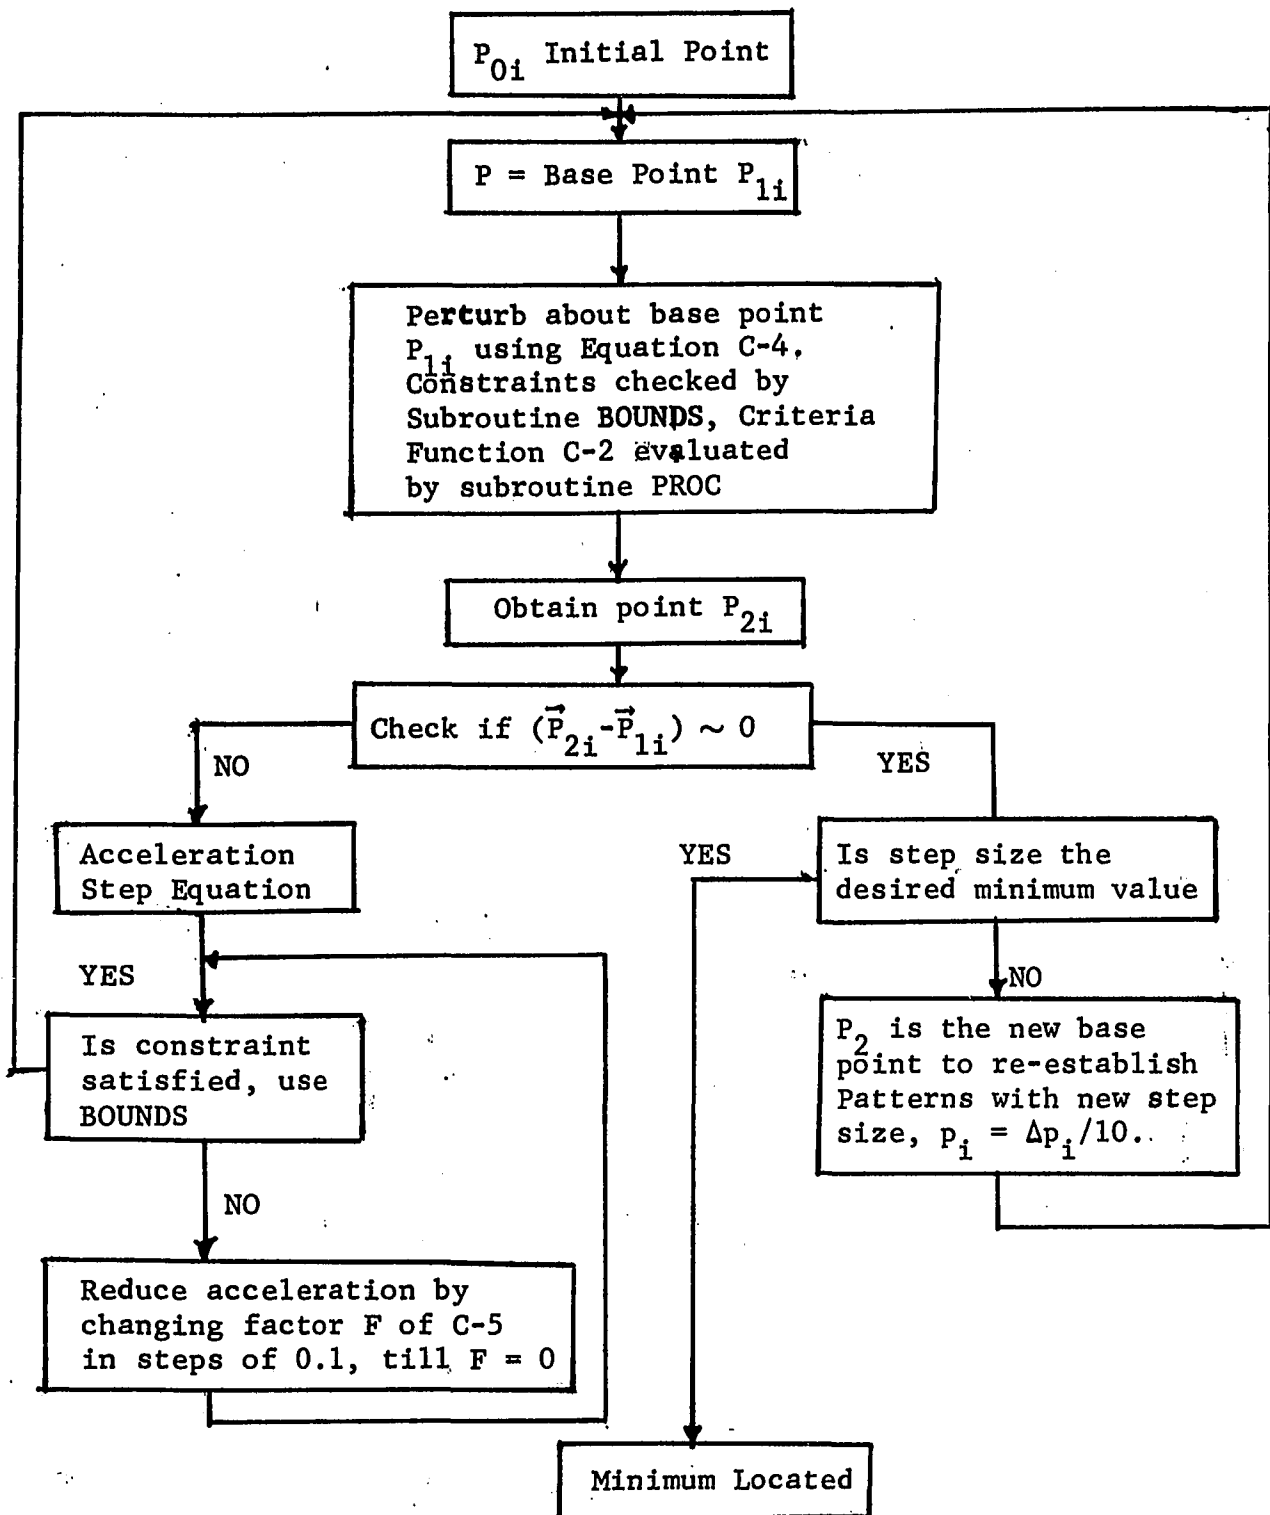 P0i Initial Point
P = Base Point P1i
Perturb about base point
P1i using Equation C-4.
Constraints checked by
Subroutine BOUNDS, Criteria
Function C-2 evaluated
by subroutine PROC
Obtain point P2i
Check if (P⃗2i-P⃗1i) ~ 0
NO
YES
Acceleration
Step Equation
YES
Is step size the
desired minimum value
YES
NO
Is constraint
satisfied, use
BOUNDS
P2 is the new base
point to re-establish
Patterns with new step
size, pi = Δpi/10.
NO
Reduce acceleration by
changing factor F of C-5
in steps of 0.1, till F = 0
Minimum Located